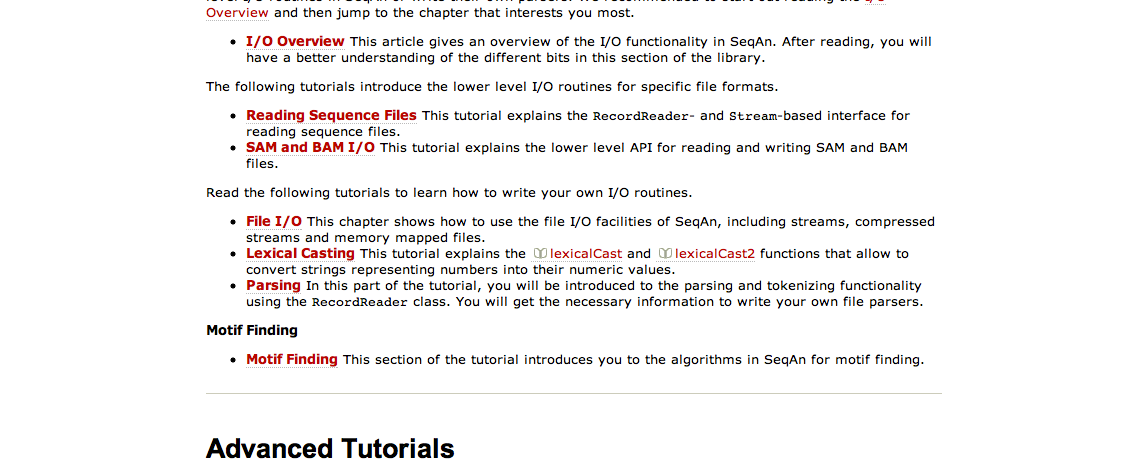 Overview and then jump to the chapter that interests you most.
I/O Overview This article gives an overview of the I/O functionality in SeqAn. After reading, you will
have a better understanding of the different bits in this section of the library.
The following tutorials introduce the lower level I/O routines for specific file formats.
Reading Sequence Files This tutorial explains the RecordReader- and Stream-based interface for
reading sequence files.
SAM and BAM I/O This tutorial explains the lower level API for reading and writing SAM and BAM
files.
Read the following tutorials to learn how to write your own I/O routines.
File I/O This chapter shows how to use the file I/O facilities of SeqAn, including streams, compressed
streams and memory mapped files.
Lexical Casting This tutorial explains the lexicalCast and lexicalCast2 functions that allow to
convert strings representing numbers into their numeric values.
Parsing In this part of the tutorial, you will be introduced to the parsing and tokenizing functionality
using the RecordReader class. You will get the necessary information to write your own file parsers.
Motif Finding
Motif Finding This section of the tutorial introduces you to the algorithms in SeqAn for motif finding.
Advanced Tutorials